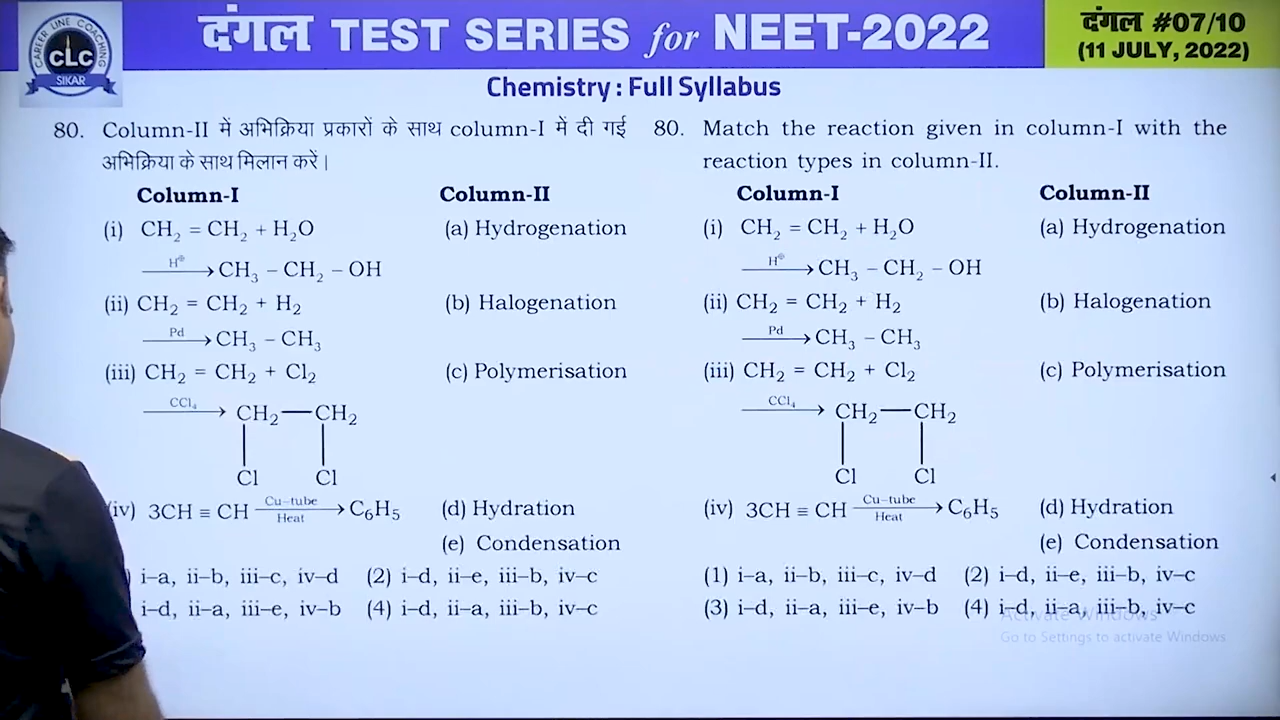 CAREER LINE COACHING
CLC
SIKAR
दंगल TEST SERIES for NEET-2022
दंगल #07/10
(11 JULY, 2022)
Chemistry : Full Syllabus
80. Column-II में अभिक्रिया प्रकारों के साथ column-I में दी गई
अभिक्रिया के साथ मिलान करें।
Column-I Column-II
(i) CH₂ = CH₂ + H₂O (a) Hydrogenation
H⊕ → CH₃ – CH₂ – OH
(ii) CH₂ = CH₂ + H₂ (b) Halogenation
Pd → CH₃ – CH₃
(iii) CH₂ = CH₂ + Cl₂ (c) Polymerisation
CCl₄ → CH₂—CH₂
Cl Cl
iv) 3CH ≡ CH Cu-tube Heat → C₆H₅ (d) Hydration
(e) Condensation
) i–a, ii–b, iii–c, iv–d (2) i–d, ii–e, iii–b, iv–c
i–d, ii–a, iii–e, iv–b (4) i–d, ii–a, iii–b, iv–c
80. Match the reaction given in column-I with the
reaction types in column-II.
Column-I Column-II
(i) CH₂ = CH₂ + H₂O (a) Hydrogenation
H⊕ → CH₃ – CH₂ – OH
(ii) CH₂ = CH₂ + H₂ (b) Halogenation
Pd → CH₃ – CH₃
(iii) CH₂ = CH₂ + Cl₂ (c) Polymerisation
CCl₄ → CH₂—CH₂
Cl Cl
(iv) 3CH ≡ CH Cu-tube Heat → C₆H₅ (d) Hydration
(e) Condensation
(1) i–a, ii–b, iii–c, iv–d (2) i–d, ii–e, iii–b, iv–c
(3) i–d, ii–a, iii–e, iv–b (4) i–d, ii–a, iii–b, iv–c
Activate Windows
Go to Settings to activate Windows